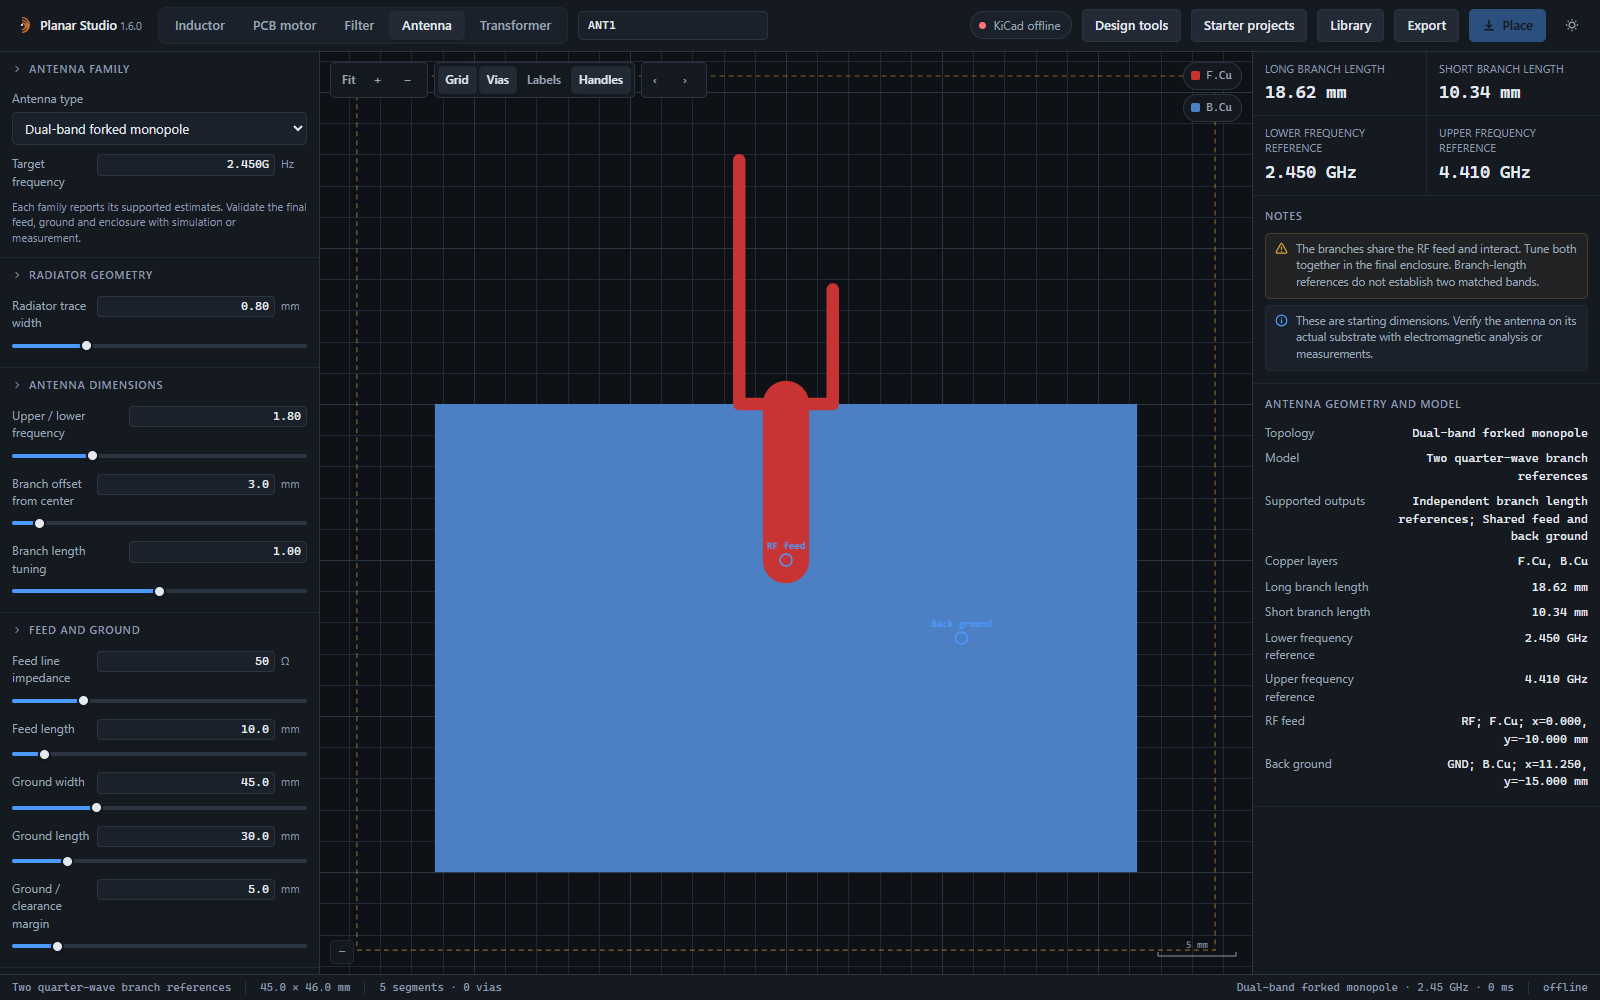 Planar Studio 1.6.0
Inductor
PCB motor
Filter
Antenna
Transformer
ANT1
KiCad offline
Design tools
Starter projects
Library
Export
Place
ANTENNA FAMILY
Antenna type
Dual-band forked monopole
Target frequency
2.450G Hz
Each family reports its supported estimates. Validate the final
feed, ground and enclosure with simulation or
measurement.
RADIATOR GEOMETRY
Radiator trace width
0.80 mm
ANTENNA DIMENSIONS
Upper / lower frequency
1.80
Branch offset from center
3.0 mm
Branch length tuning
1.00
FEED AND GROUND
Feed line impedance
50 Ω
Feed length
10.0 mm
Ground width
45.0 mm
Ground length
30.0 mm
Ground / clearance margin
5.0 mm
Fit + −
Grid Vias Labels Handles
‹ ›
F.Cu
B.Cu
RF feed
Back ground
−
5 mm
LONG BRANCH LENGTH
18.62 mm
SHORT BRANCH LENGTH
10.34 mm
LOWER FREQUENCY
REFERENCE
2.450 GHz
UPPER FREQUENCY
REFERENCE
4.410 GHz
NOTES
The branches share the RF feed and interact. Tune both
together in the final enclosure. Branch-length
references do not establish two matched bands.
These are starting dimensions. Verify the antenna on its
actual substrate with electromagnetic analysis or
measurements.
ANTENNA GEOMETRY AND MODEL
Topology Dual-band forked monopole
Model Two quarter-wave branch
references
Supported outputs Independent branch length
references; Shared feed and
back ground
Copper layers F.Cu, B.Cu
Long branch length 18.62 mm
Short branch length 10.34 mm
Lower frequency reference 2.450 GHz
Upper frequency reference 4.410 GHz
RF feed RF; F.Cu; x=0.000,
y=-10.000 mm
Back ground GND; B.Cu; x=11.250,
y=-15.000 mm
Two quarter-wave branch references
45.0 × 46.0 mm
5 segments · 0 vias
Dual-band forked monopole · 2.45 GHz · 0 ms
offline